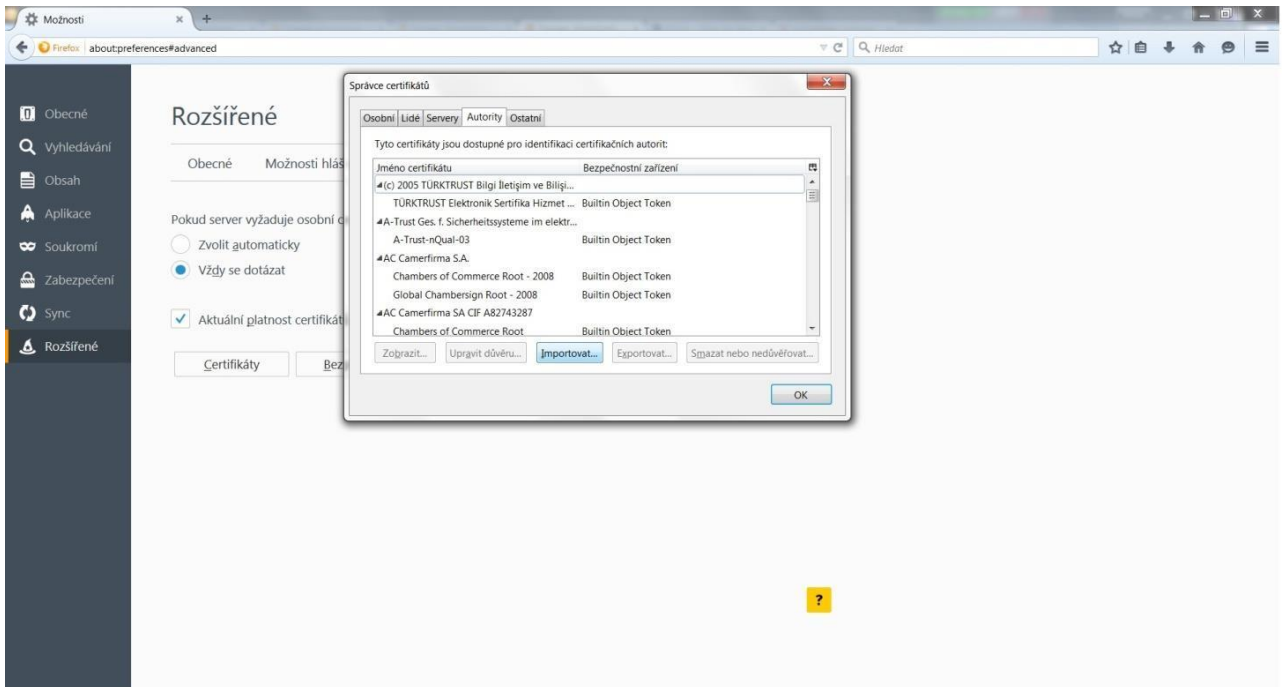 Možnosti
Firefox about:preferences#advanced
Hledat
Obecné
Vyhledávání
Obsah
Aplikace
Soukromí
Zabezpečení
Sync
Rozšířené
Rozšířené
Obecné Možnosti hláš
Pokud server vyžaduje osobní c
Zvolit automaticky
Vždy se dotázat
Aktuální platnost certifikát
Certifikáty Bez
Správce certifikátů
Osobní Lidé Servery Autority Ostatní
Tyto certifikáty jsou dostupné pro identifikaci certifikačních autorit:
Jméno certifikátu Bezpečnostní zařízení
(c) 2005 TÜRKTRUST Bilgi İletişim ve Bilişi...
TÜRKTRUST Elektronik Sertifika Hizmet ... Builtin Object Token
A-Trust Ges. f. Sicherheitssysteme im elektr...
A-Trust-nQual-03 Builtin Object Token
AC Camerfirma S.A.
Chambers of Commerce Root - 2008 Builtin Object Token
Global Chambersign Root - 2008 Builtin Object Token
AC Camerfirma SA CIF A82743287
Chambers of Commerce Root Builtin Object Token
Zobrazit... Upravit důvěru... Importovat... Exportovat... Smazat nebo nedůvěřovat...
OK
?